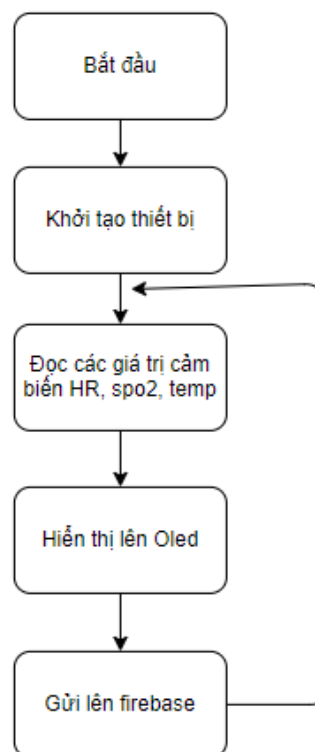 Bắt đầu
Khởi tạo thiết bị
Đọc các giá trị cảm
biến HR, spo2, temp
Hiển thị lên Oled
Gửi lên firebase